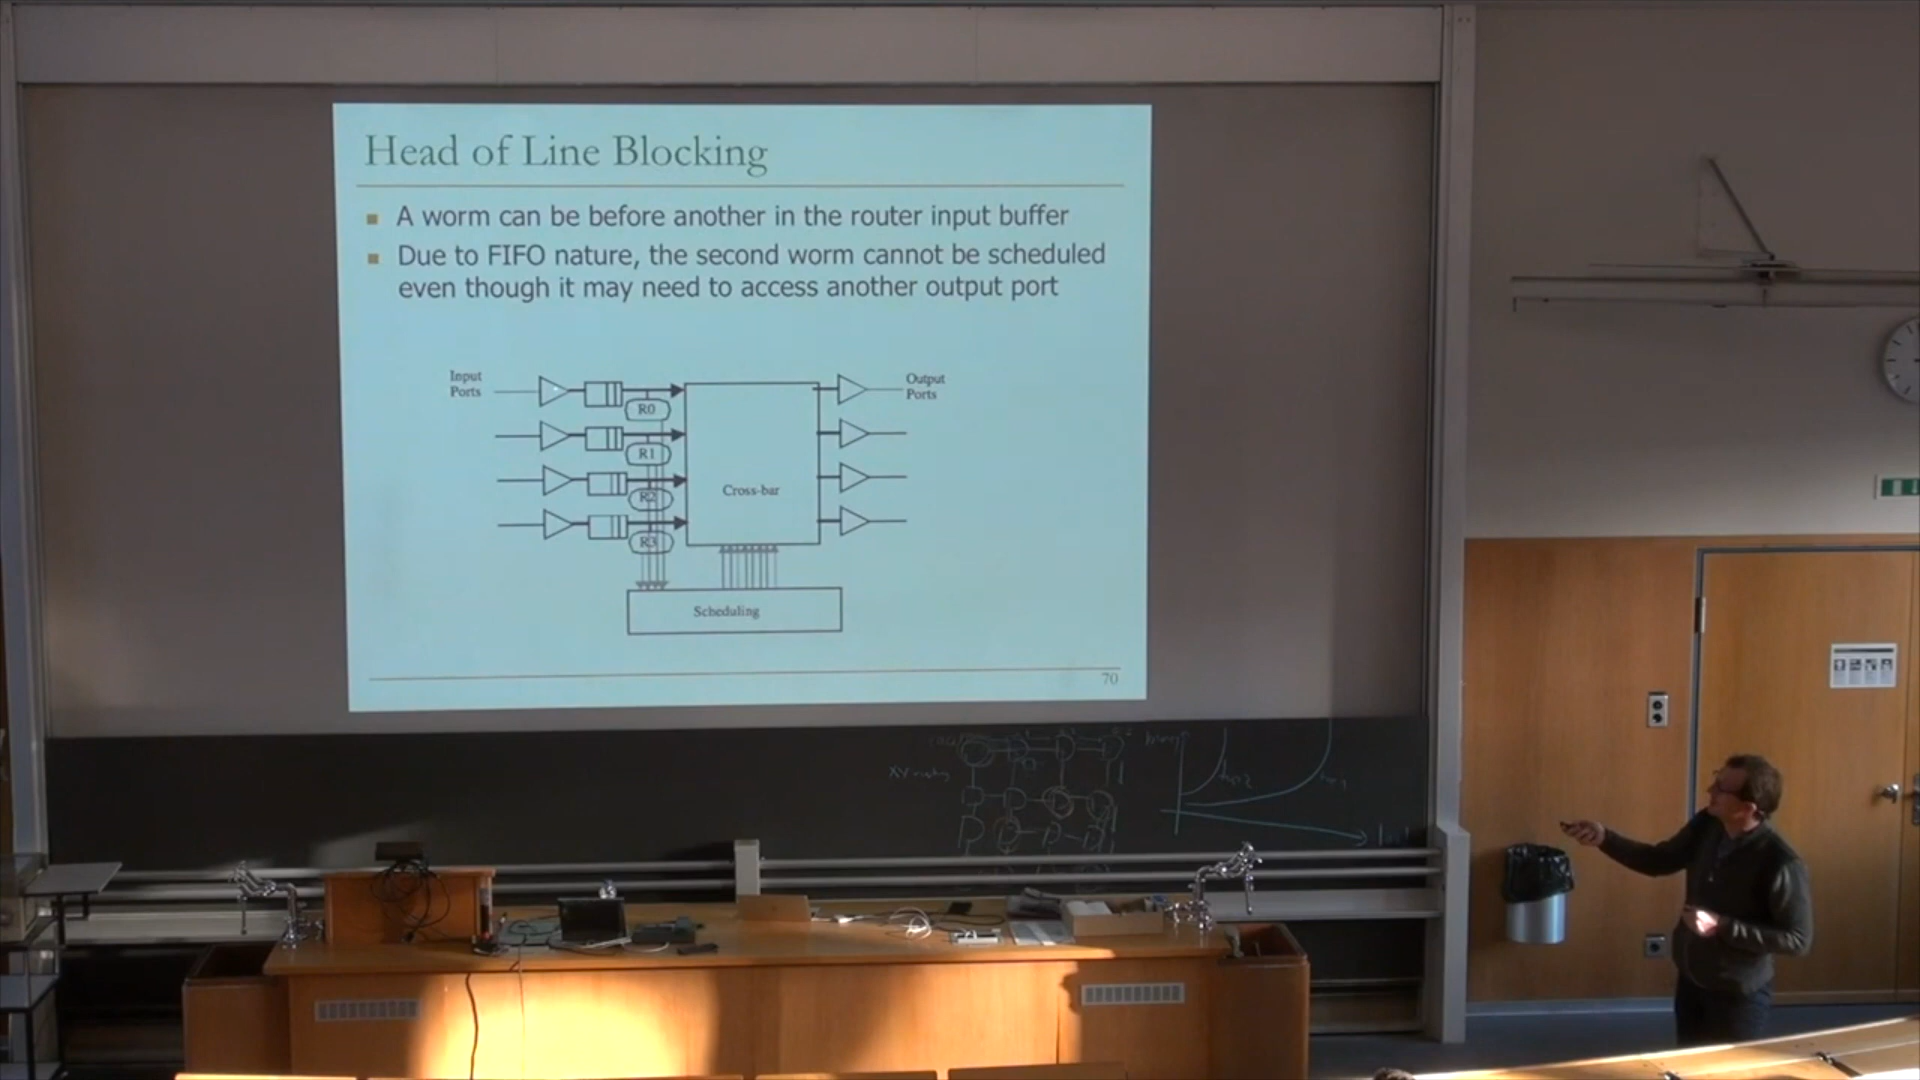 Head of Line Blocking
A worm can be before another in the router input buffer
Due to FIFO nature, the second worm cannot be scheduled
even though it may need to access another output port
Input
Ports
Output
Ports
R0
R1
R2
R3
Cross-bar
Scheduling
70